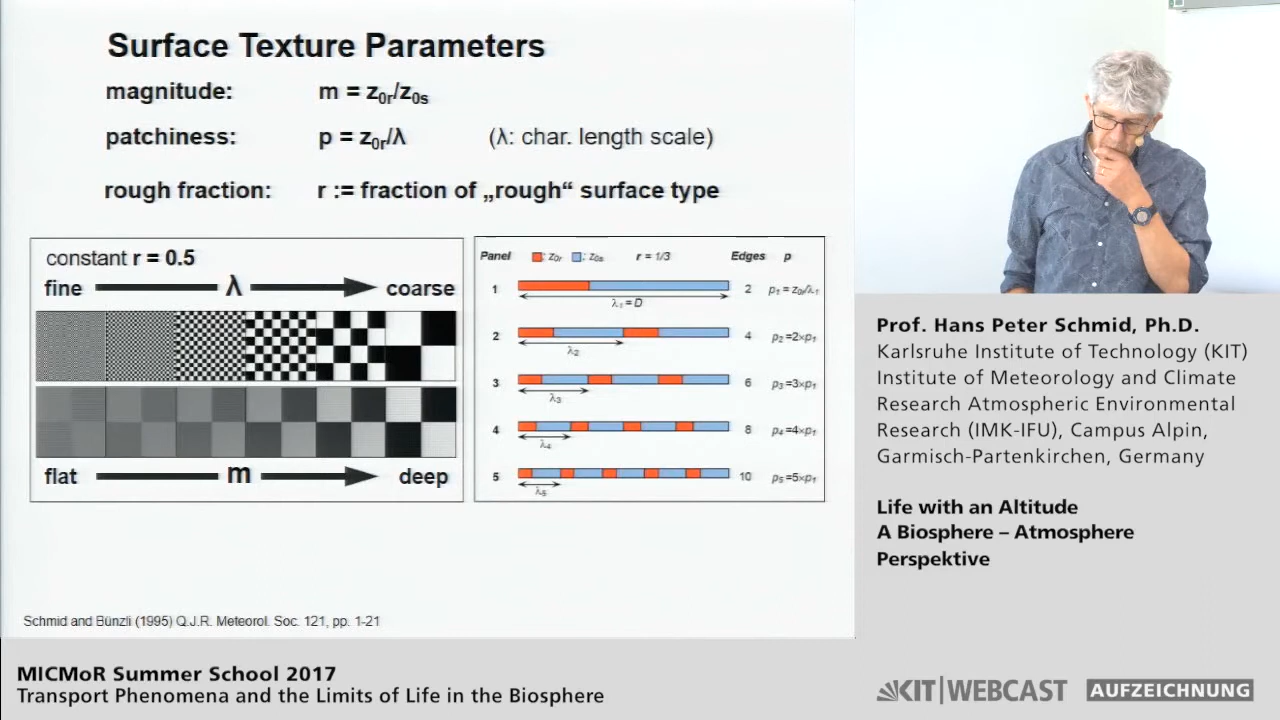 Surface Texture Parameters
magnitude: m = z0r/z0s
patchiness: p = z0r/λ (λ: char. length scale)
rough fraction: r := fraction of „rough“ surface type
constant r = 0.5
fine λ coarse
flat m deep
Panel : z0r : z0s r = 1/3 Edges p
1 2 p1 = z0r/λ1
λ1 = D
2 4 p2=2×p1
λ2
3 6 p3=3×p1
λ3
4 8 p4=4×p1
λ4
5 10 p5=5×p1
λ5
Schmid and Bünzli (1995) Q.J.R. Meteorol. Soc. 121, pp. 1-21
Prof. Hans Peter Schmid, Ph.D.
Karlsruhe Institute of Technology (KIT)
Institute of Meteorology and Climate
Research Atmospheric Environmental
Research (IMK-IFU), Campus Alpin,
Garmisch-Partenkirchen, Germany
Life with an Altitude
A Biosphere – Atmosphere
Perspektive
MICMoR Summer School 2017
Transport Phenomena and the Limits of Life in the Biosphere
KIT|WEBCAST AUFZEICHNUNG